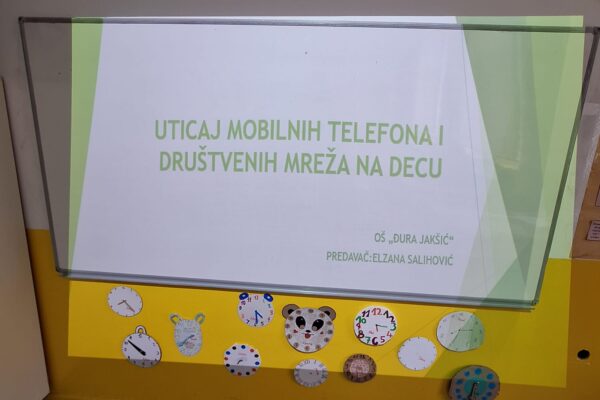 UTICAJ MOBILNIH TELEFONA I
DRUŠTVENIH MREŽA NA DECU
OŠ „ĐURA JAKŠIĆ“
PREDAVAČ:ELZANA SALIHOVIĆ